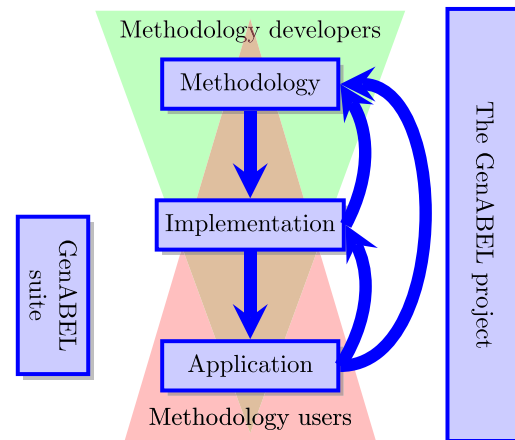 Methodology developers
Methodology
Implementation
Application
Methodology users
GenABEL
suite
The GenABEL project